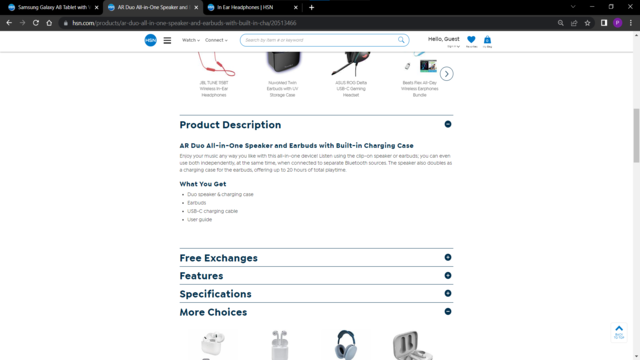 Samsung Galaxy A8 Tablet with V
AR Duo All-in-One Speaker and E
In Ear Headphones | HSN
hsn.com/products/ar-duo-all-in-one-speaker-and-earbuds-with-built-in-cha/20513466
P
HSN
Watch
Connect
Search by item # or keyword
Hello, Guest
JBL TUNE 115BT
Wireless In-Ear
Headphones
NuvoMed Twin
Earbuds with UV
Storage Case
ASUS ROG Delta
USB-C Gaming
Headset
Beats Flex All-Day
Wireless Earphones
Bundle
Product Description
AR Duo All-in-One Speaker and Earbuds with Built-in Charging Case
Enjoy your music any way you like with this all-in-one device! Listen using the clip-on speaker or earbuds; you can even
use both independently, at the same time, when connected to separate Bluetooth sources. The speaker also doubles as
a charging case for the earbuds, offering up to 20 hours of total playtime.
What You Get
Duo speaker & charging case
Earbuds
USB-C charging cable
User guide
Free Exchanges
Features
Specifications
More Choices
BACK
TO TOP